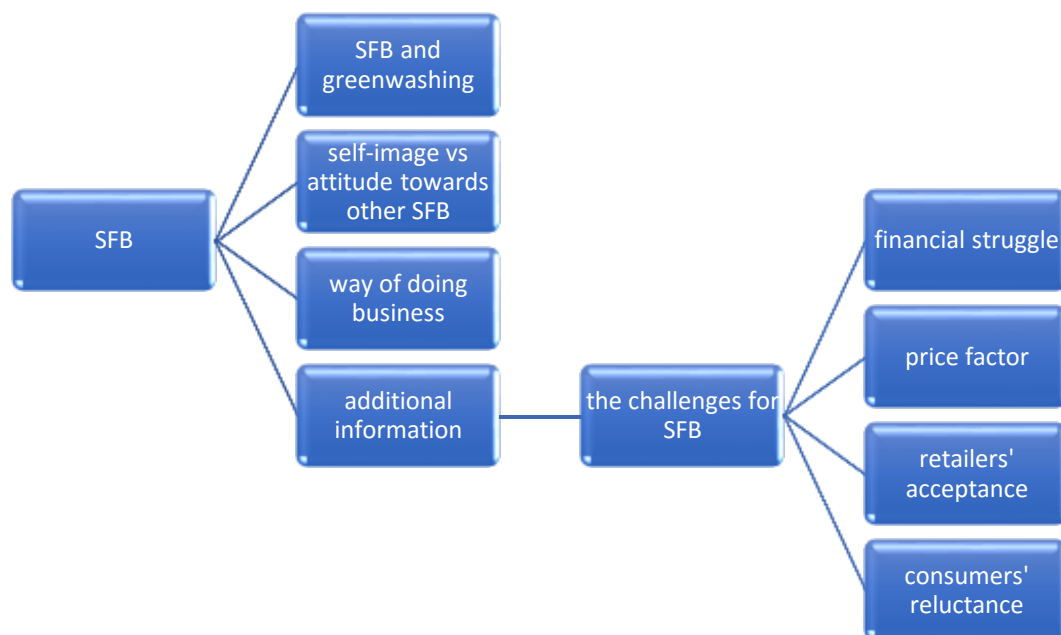 SFB
SFB and
greenwashing
self-image vs
attitude towards
other SFB
way of doing
business
additional
information
the challenges for
SFB
financial struggle
price factor
retailers'
acceptance
consumers'
reluctance